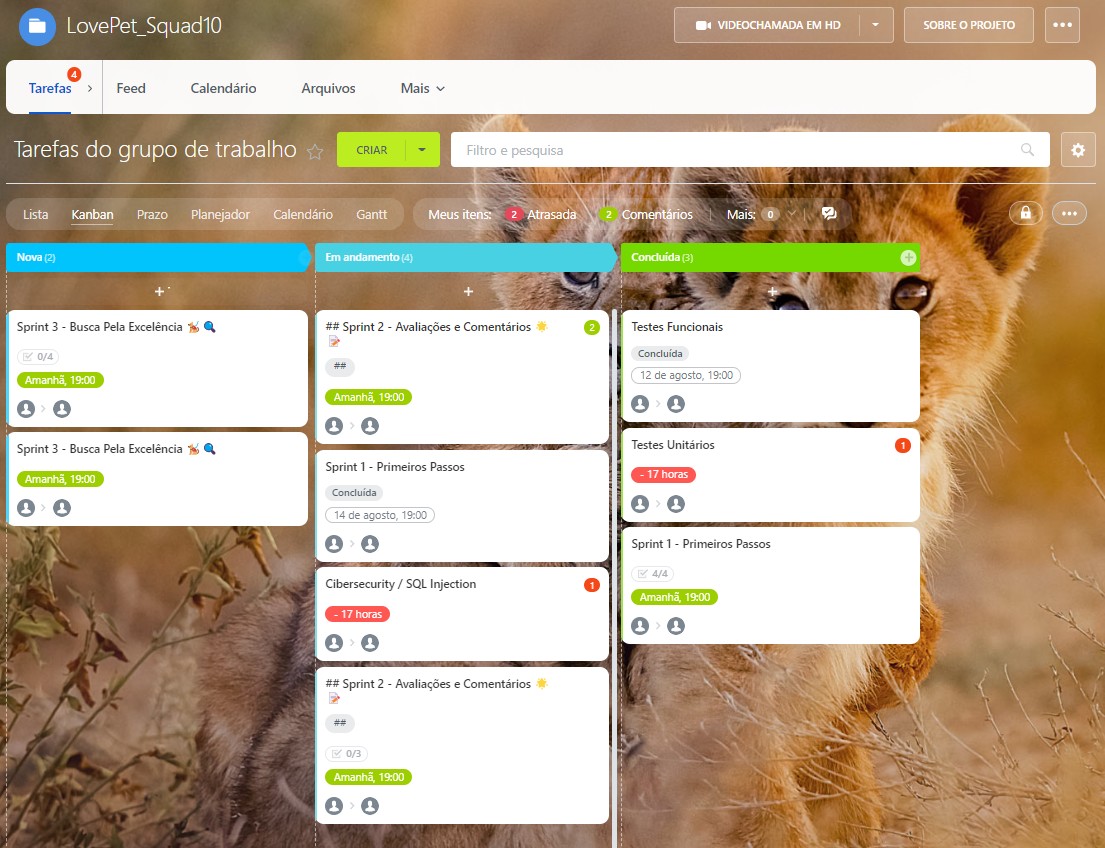 LovePet_Squad10
VIDEOCHAMADA EM HD
SOBRE O PROJETO
Tarefas 4
Feed
Calendário
Arquivos
Mais
Tarefas do grupo de trabalho
CRIAR
Filtro e pesquisa
Lista
Kanban
Prazo
Planejador
Calendário
Gantt
Meus itens:
2 Atrasada
2 Comentários
Mais: 0
Nova (2)
Sprint 3 - Busca Pela Excelência
0/4
Amanhã, 19:00
Sprint 3 - Busca Pela Excelência
Amanhã, 19:00
Em andamento (4)
## Sprint 2 - Avaliações e Comentários
2
##
Amanhã, 19:00
Sprint 1 - Primeiros Passos
Concluída
14 de agosto, 19:00
Cibersecurity / SQL Injection
1
- 17 horas
## Sprint 2 - Avaliações e Comentários
##
0/3
Amanhã, 19:00
Concluída (3)
Testes Funcionais
Concluída
12 de agosto, 19:00
Testes Unitários
1
- 17 horas
Sprint 1 - Primeiros Passos
4/4
Amanhã, 19:00